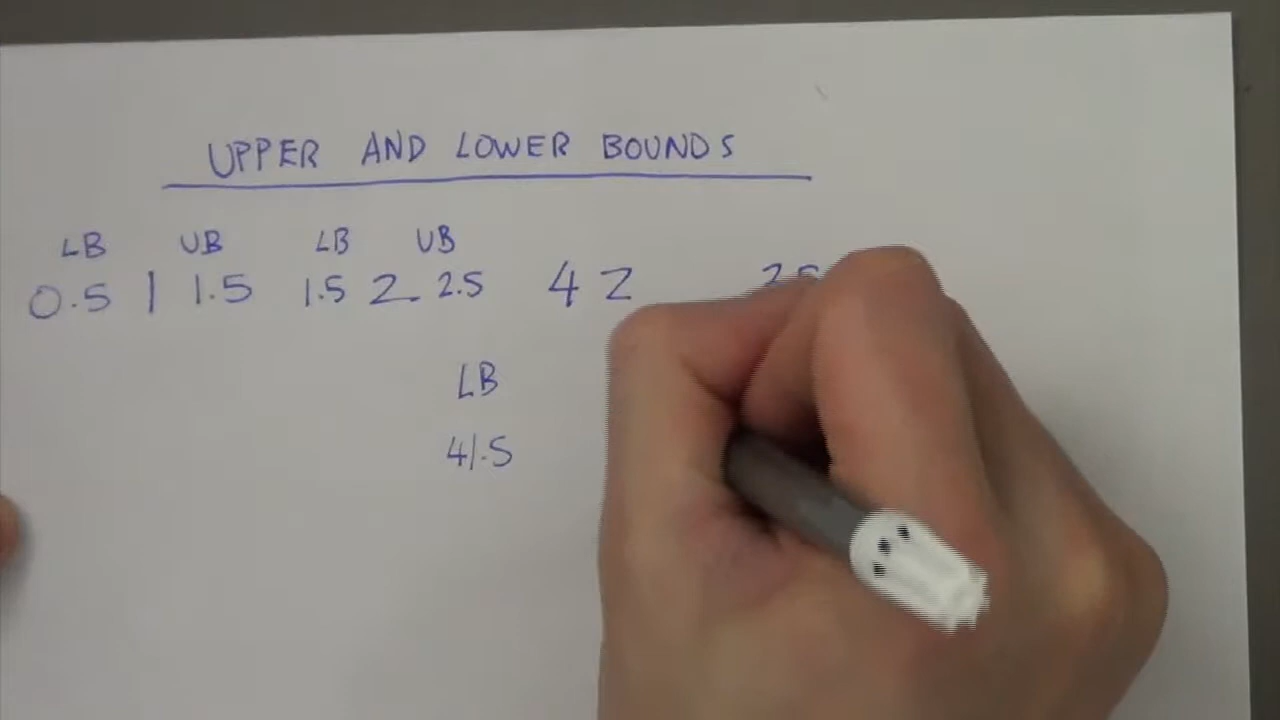 UPPER AND LOWER BOUNDS
LB UB LB UB
0.5 1 1.5 1.5 2 2.5 42
LB
41.5